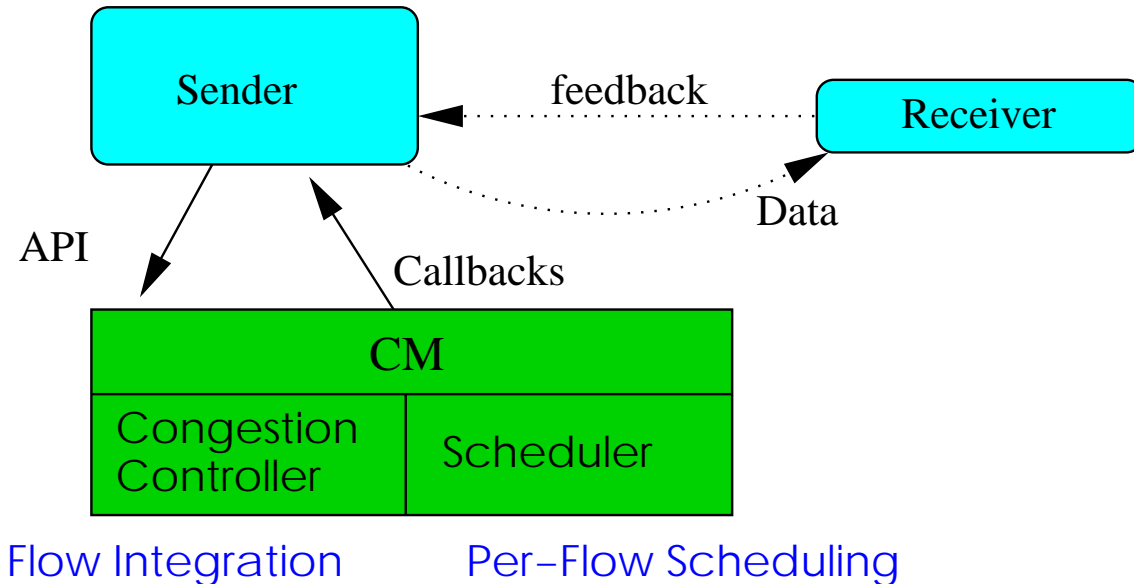 Sender
feedback
Receiver
Data
API
Callbacks
CM
Congestion
Controller
Scheduler
Flow Integration
Per–Flow Scheduling